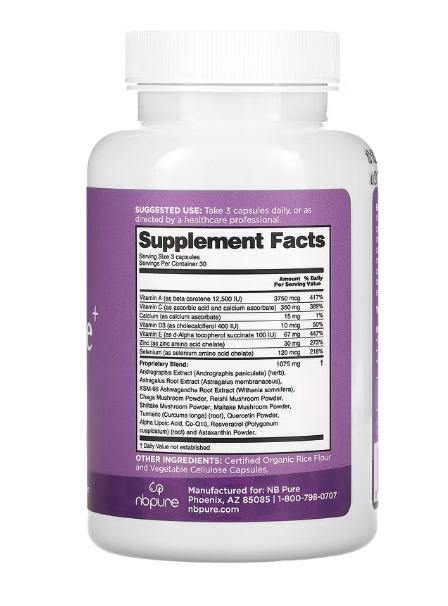 SUGGESTED USE: Take 3 capsules daily, or as
directed by a healthcare professional.
Supplement Facts
Serving Size 3 capsules
Servings Per Container 30
Amount % Daily
Per Serving Value
Vitamin A (as beta carotene 12,500 IU) 3750 mcg 417%
Vitamin C (as ascorbic acid and calcium ascorbate) 350 mg 389%
Calcium (as calcium ascorbate) 15 mg 1%
Vitamin D3 (as cholecalciferol 400 IU) 10 mcg 50%
Vitamin E (as d-Alpha tocopherol succinate 100 IU) 67 mg 447%
Zinc (as zinc amino acid chelate) 30 mg 273%
Selenium (as selenium amino acid chelate) 120 mcg 218%
Proprietary Blend: 1075 mg †
Andrographis Extract (Andrographis paniculate) (herb),
Astragalus Root Extract (Astragalus membranaceous),
KSM-66 Ashwagandha Root Extract (Withania somnifera),
Chaga Mushroom Powder, Reishi Mushroom Powder,
Shiitake Mushroom Powder, Maitake Mushroom Powder,
Turmeric (Curcuma longa) (root), Quercetin Powder,
Alpha Lipoic Acid, Co-Q10, Resveratrol (Polygonum
cuspidatum) (root) and Astaxanthin Powder.
† Daily Value not established
OTHER INGREDIENTS: Certified Organic Rice Flour
and Vegetable Cellulose Capsules.
nbpure
Manufactured for: NB Pure
Phoenix, AZ 85085 | 1-800-798-0707
nbpure.com